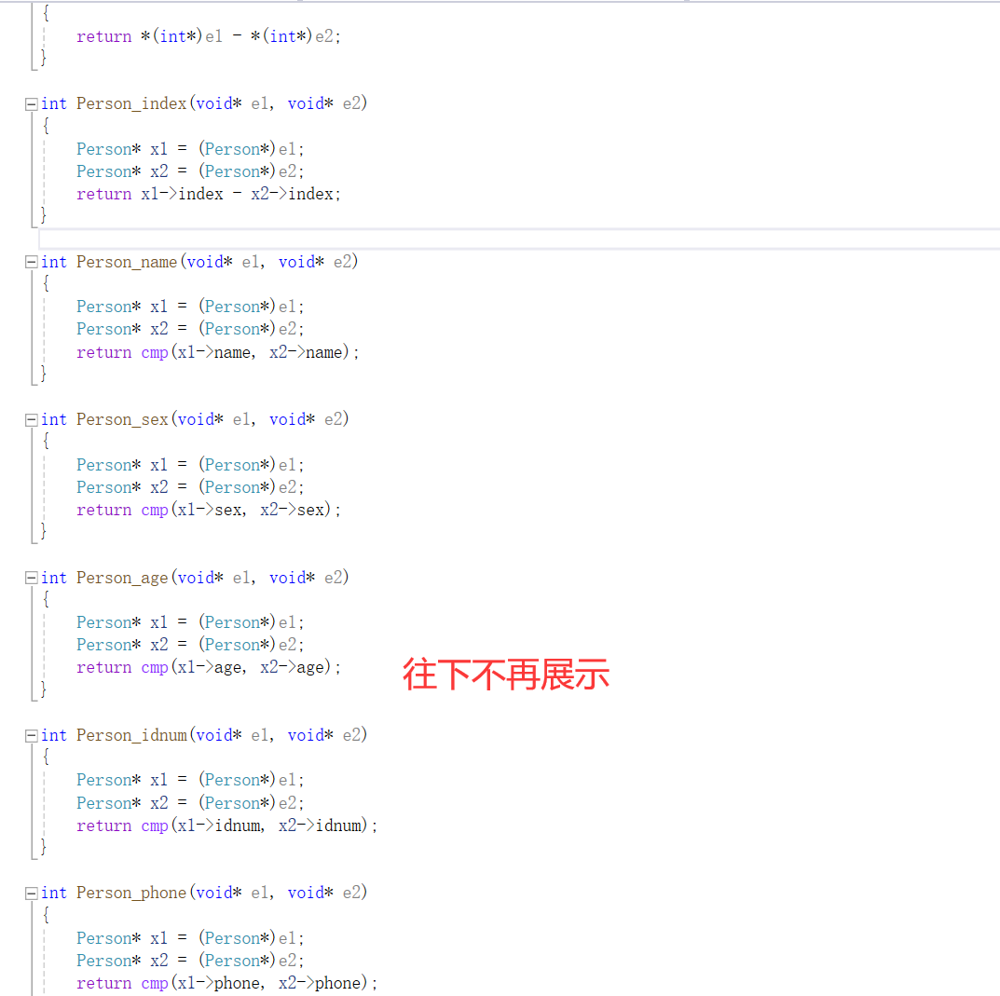 {
return *(int*)e1 - *(int*)e2;
}
int Person_index(void* e1, void* e2)
{
Person* x1 = (Person*)e1;
Person* x2 = (Person*)e2;
return x1->index - x2->index;
}
int Person_name(void* e1, void* e2)
{
Person* x1 = (Person*)e1;
Person* x2 = (Person*)e2;
return cmp(x1->name, x2->name);
}
int Person_sex(void* e1, void* e2)
{
Person* x1 = (Person*)e1;
Person* x2 = (Person*)e2;
return cmp(x1->sex, x2->sex);
}
int Person_age(void* e1, void* e2)
{
Person* x1 = (Person*)e1;
Person* x2 = (Person*)e2;
return cmp(x1->age, x2->age);
往下不再展示
}
int Person_idnum(void* e1, void* e2)
{
Person* x1 = (Person*)e1;
Person* x2 = (Person*)e2;
return cmp(x1->idnum, x2->idnum);
}
int Person_phone(void* e1, void* e2)
{
Person* x1 = (Person*)e1;
Person* x2 = (Person*)e2;
return cmp(x1->phone, x2->phone);